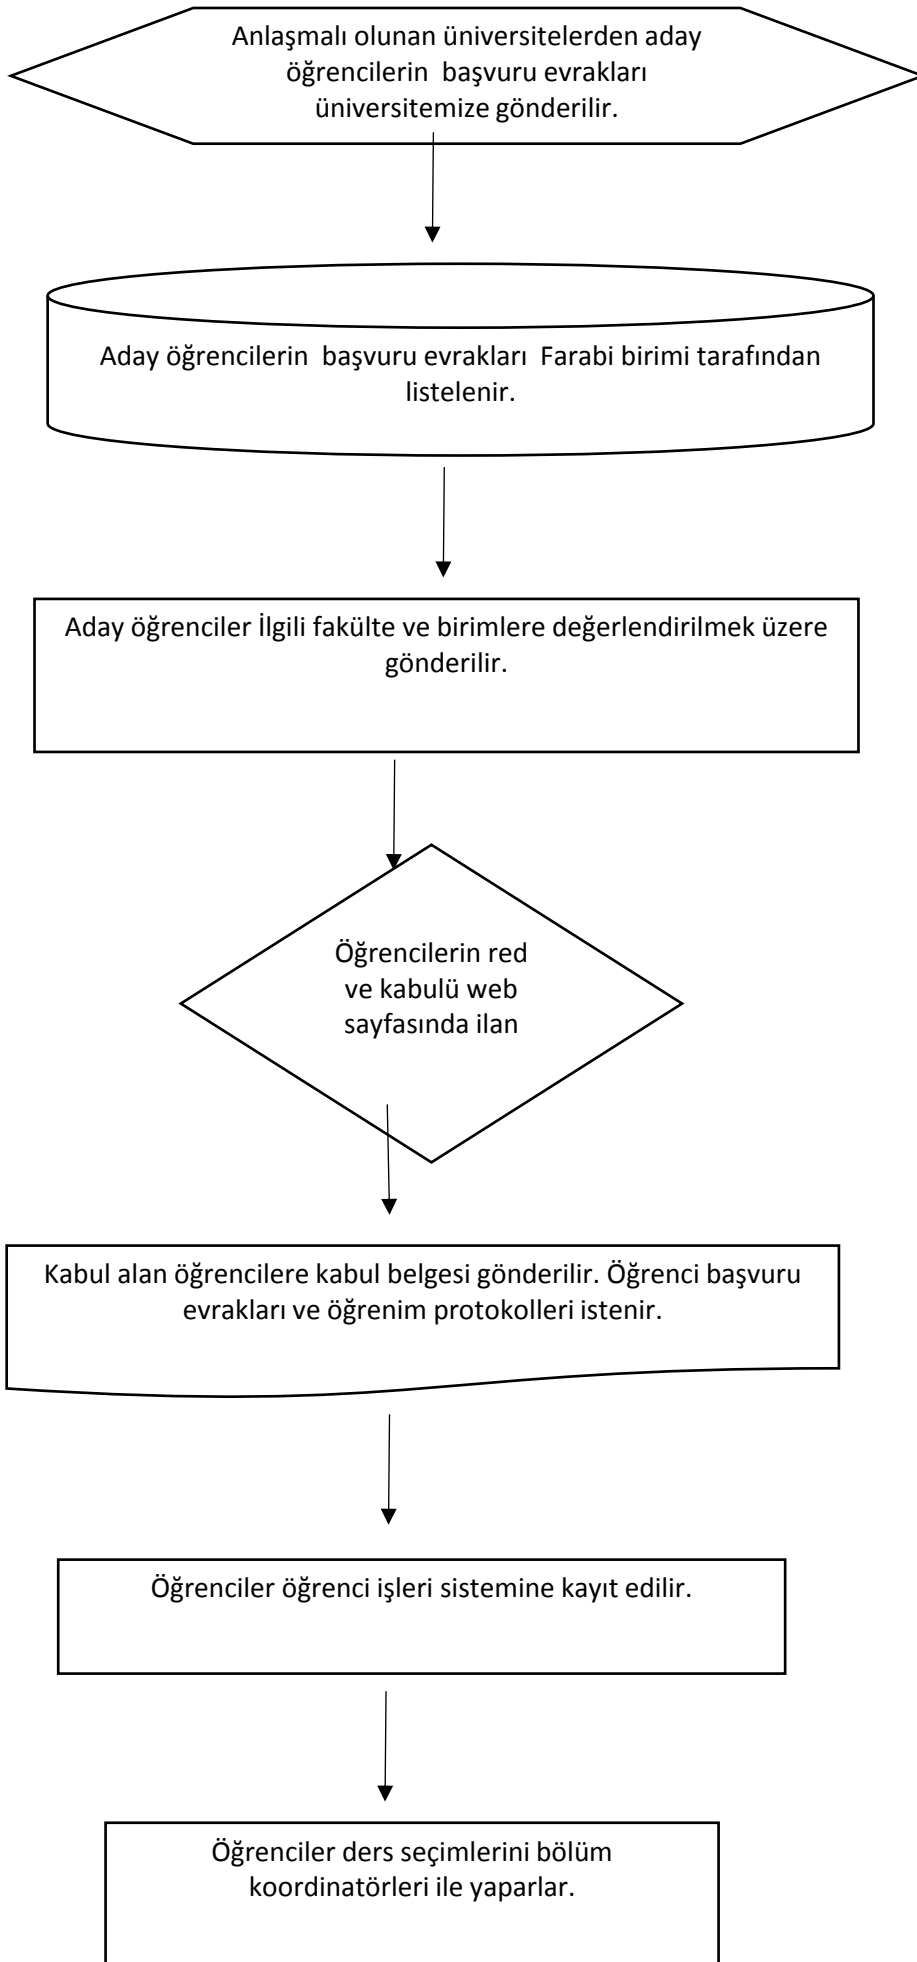 Anlaşmalı olunan üniversitelerden aday
öğrencilerin başvuru evrakları
üniversitemize gönderilir.
Aday öğrencilerin başvuru evrakları Farabi birimi tarafından
listelenir.
Aday öğrenciler İlgili fakülte ve birimlere değerlendirilmek üzere
gönderilir.
Öğrencilerin red
ve kabulü web
sayfasında ilan
Kabul alan öğrencilere kabul belgesi gönderilir. Öğrenci başvuru
evrakları ve öğrenim protokolleri istenir.
Öğrenciler öğrenci işleri sistemine kayıt edilir.
Öğrenciler ders seçimlerini bölüm
koordinatörleri ile yaparlar.